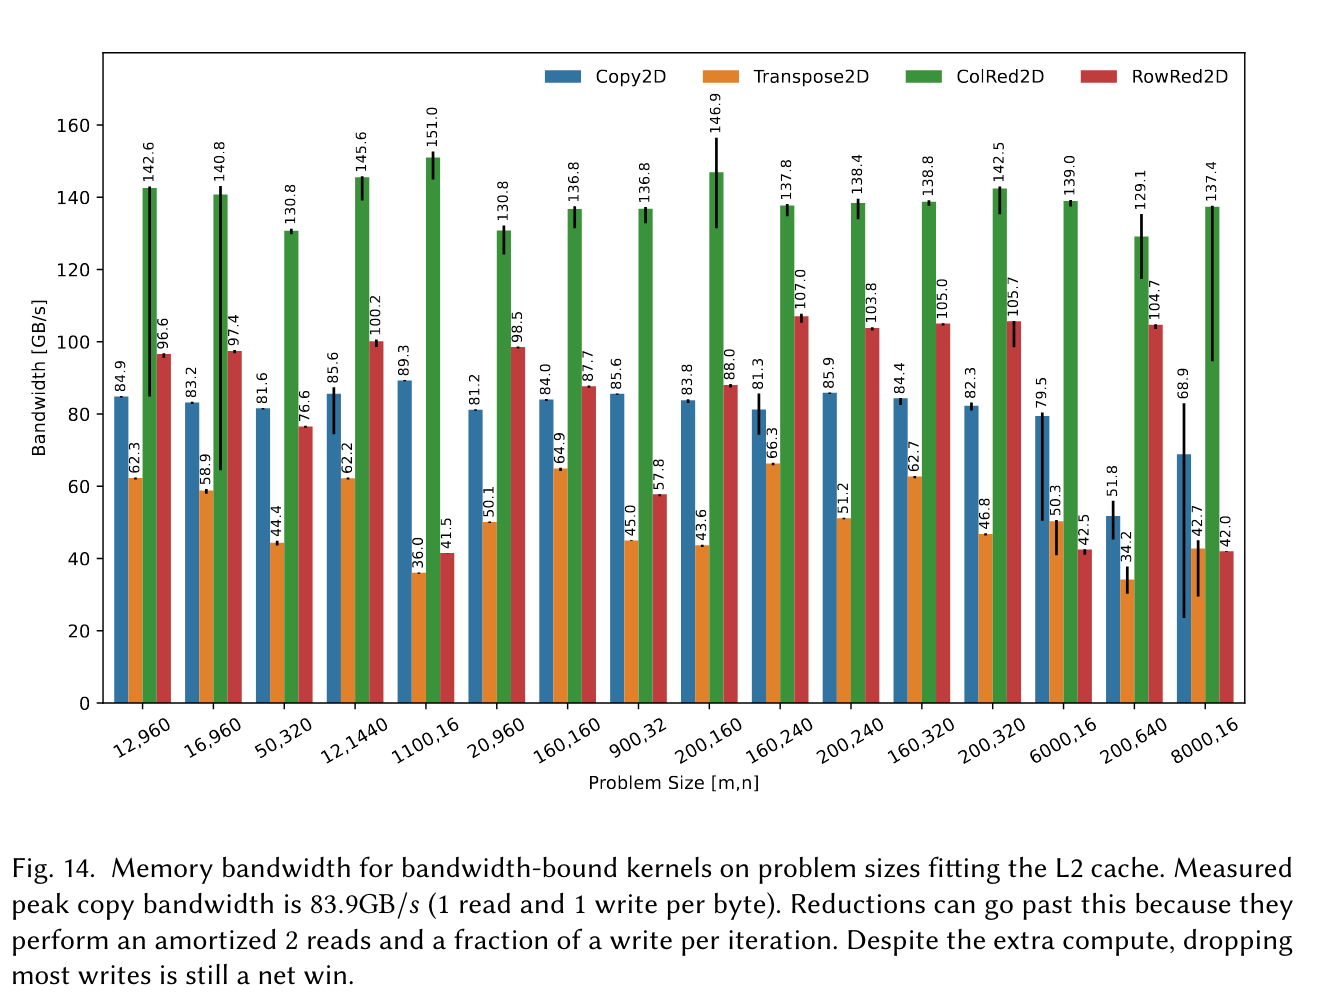 Copy2D Transpose2D ColRed2D RowRed2D
Bandwidth [GB/s]
160
140
120
100
80
60
40
20
0
84.9 62.3 142.6 96.6
83.2 58.9 140.8 97.4
81.6 44.4 130.8 76.6
85.6 62.2 145.6 100.2
89.3 36.0 151.0 41.5
81.2 50.1 130.8 98.5
84.0 64.9 136.8 87.7
85.6 45.0 136.8 57.8
83.8 43.6 146.9 88.0
81.3 66.3 137.8 107.0
85.9 51.2 138.4 103.8
84.4 62.7 138.8 105.0
82.3 46.8 142.5 105.7
79.5 50.3 139.0 42.5
51.8 34.2 129.1 104.7
68.9 42.7 137.4 42.0
12,960 16,960 50,320 12,1440 1100,16 20,960 160,160 900,32 200,160 160,240 200,240 160,320 200,320 6000,16 200,640 8000,16
Problem Size [m,n]
Fig. 14. Memory bandwidth for bandwidth-bound kernels on problem sizes fitting the L2 cache. Measured
peak copy bandwidth is 83.9GB/s (1 read and 1 write per byte). Reductions can go past this because they
perform an amortized 2 reads and a fraction of a write per iteration. Despite the extra compute, dropping
most writes is still a net win.